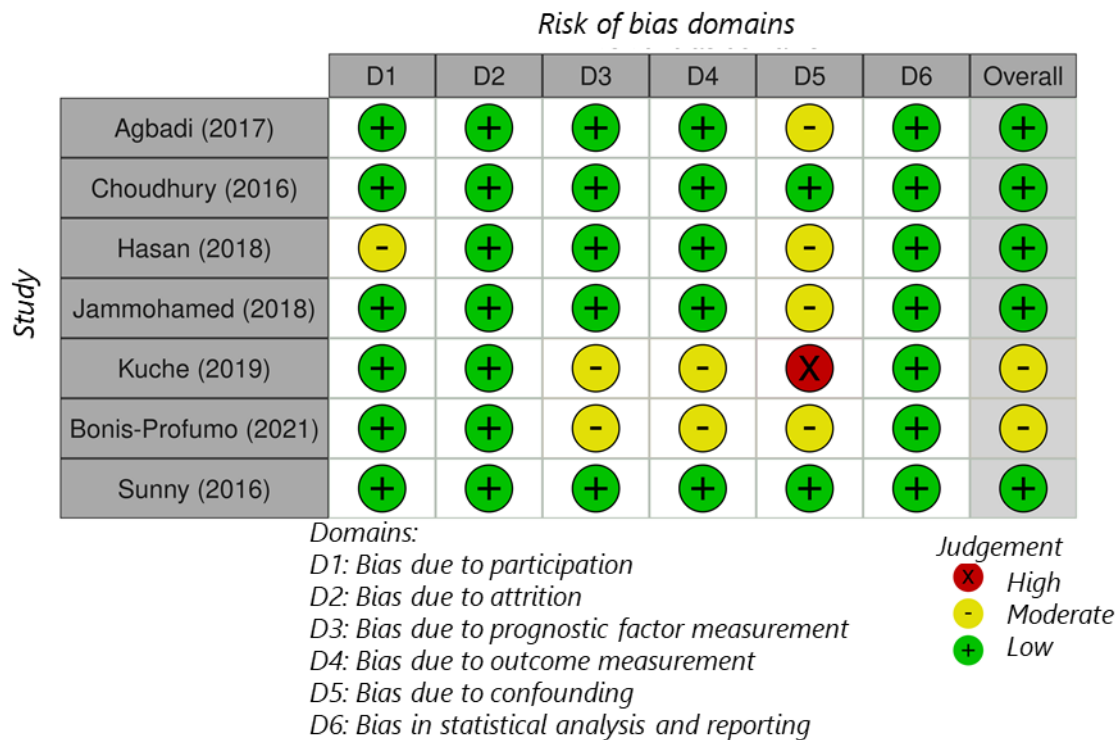 Risk of bias domains
D1 D2 D3 D4 D5 D6 Overall
Study
Agbadi (2017) + + + + - + +
Choudhury (2016) + + + + + + +
Hasan (2018) - + + + - + +
Jammohamed (2018) + + + + - + +
Kuche (2019) + + - - X + -
Bonis-Profumo (2021) + + - - - + -
Sunny (2016) + + + + + + +
Domains:
D1: Bias due to participation
D2: Bias due to attrition
D3: Bias due to prognostic factor measurement
D4: Bias due to outcome measurement
D5: Bias due to confounding
D6: Bias in statistical analysis and reporting
Judgement
X High
- Moderate
+ Low